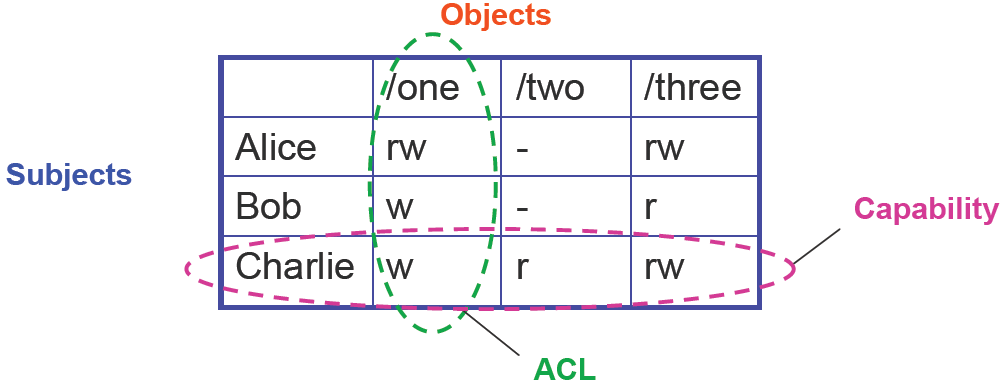 Objects
/one /two /three
Alice rw - rw
Subjects
Bob w - r
Capability
Charlie w r rw
ACL